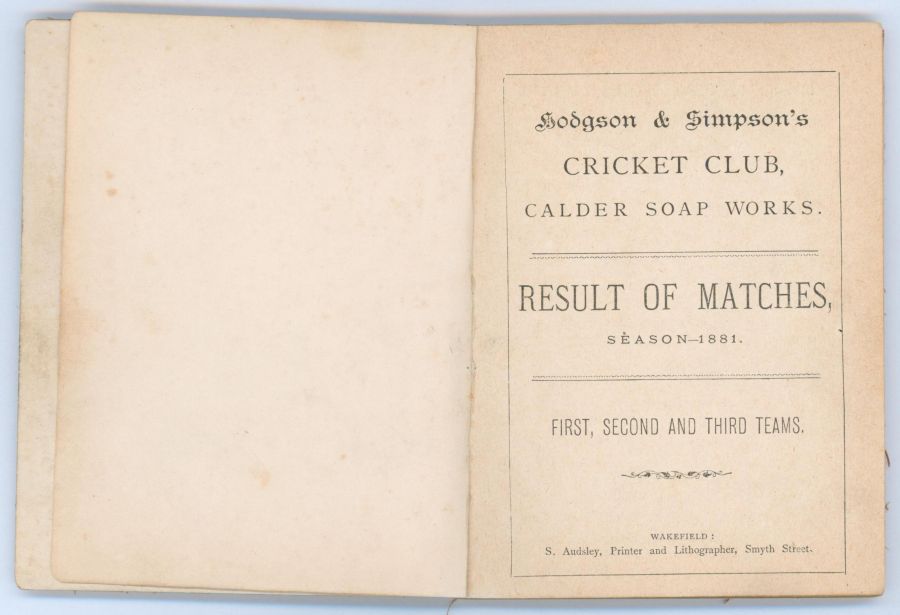 Hodgson & Simpson's
CRICKET CLUB,
CALDER SOAP WORKS.
RESULT OF MATCHES,
SEASON—1881.
FIRST, SECOND AND THIRD TEAMS.
WAKEFIELD:
S. Audsley, Printer and Lithographer, Smyth Street.